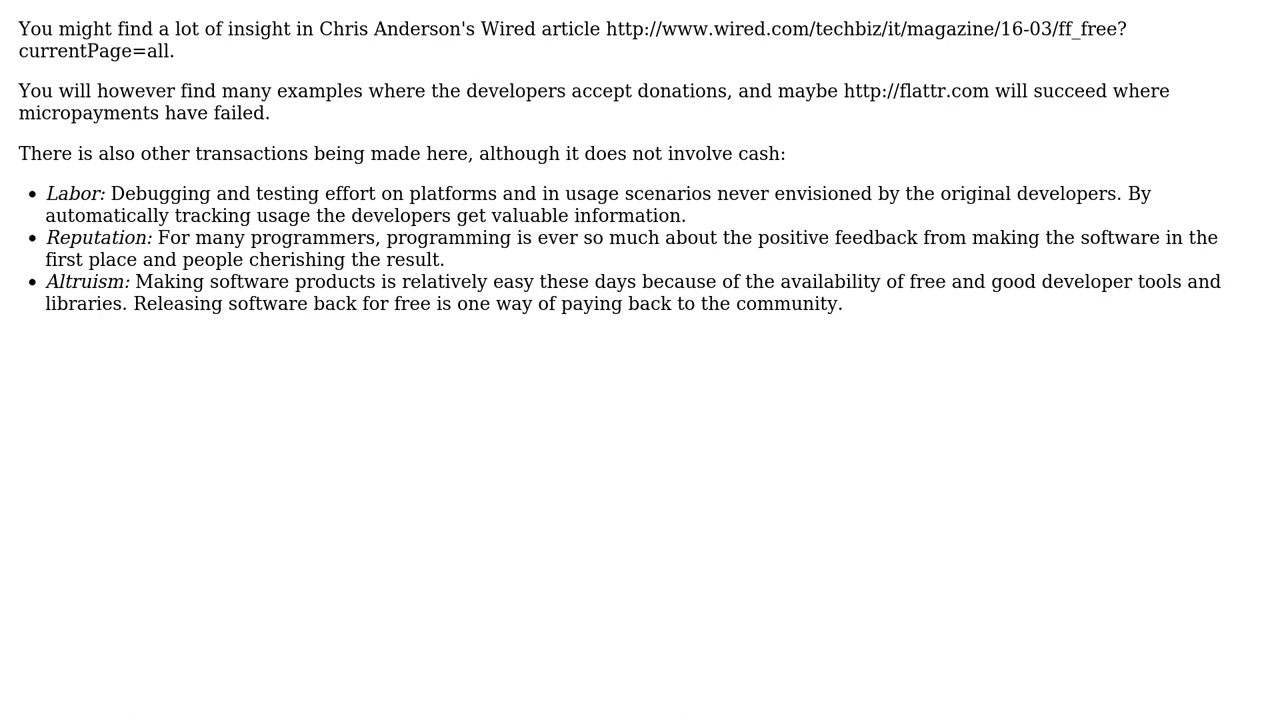 You might find a lot of insight in Chris Anderson's Wired article http://www.wired.com/techbiz/it/magazine/16-03/ff_free?
currentPage=all.
You will however find many examples where the developers accept donations, and maybe http://flattr.com will succeed where
micropayments have failed.
There is also other transactions being made here, although it does not involve cash:
• Labor: Debugging and testing effort on platforms and in usage scenarios never envisioned by the original developers. By
automatically tracking usage the developers get valuable information.
• Reputation: For many programmers, programming is ever so much about the positive feedback from making the software in the
first place and people cherishing the result.
• Altruism: Making software products is relatively easy these days because of the availability of free and good developer tools and
libraries. Releasing software back for free is one way of paying back to the community.